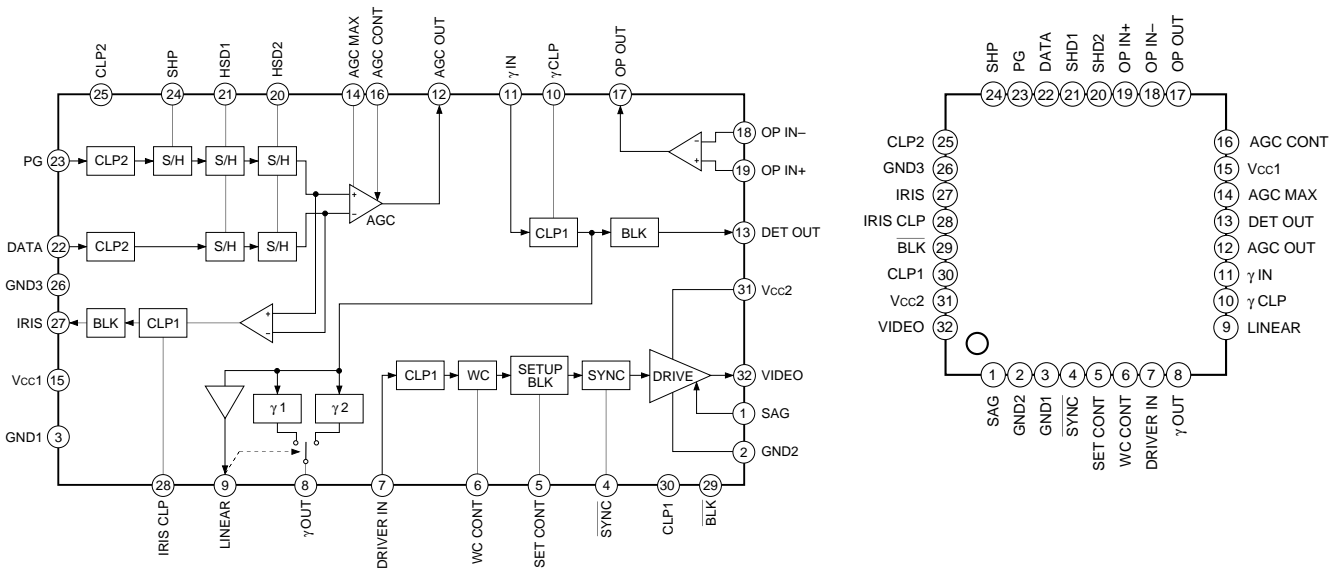 CLP2
SHP
HSD1
HSD2
AGC MAX
AGC CONT
AGC OUT
γ IN
γ CLP
OP OUT
25
24
21
20
14
16
12
11
10
17
PG
23
CLP2
S/H
S/H
S/H
+
−
AGC
−
+
18
OP IN–
19
OP IN+
DATA
22
CLP2
S/H
S/H
CLP1
BLK
13
DET OUT
GND3
26
IRIS
27
BLK
CLP1
+
−
31
Vcc2
Vcc1
15
γ 1
γ 2
CLP1
WC
SETUP
BLK
SYNC
DRIVE
32
VIDEO
1
SAG
GND1
3
2
GND2
28
9
8
7
6
5
4
30
29
IRIS CLP
LINEAR
γ OUT
DRIVER IN
WC CONT
SET CONT
SYNC
CLP1
BLK
SHP
PG
DATA
SHD1
SHD2
OP IN+
OP IN–
OP OUT
24
23
22
21
20
19
18
17
CLP2
25
GND3
26
IRIS
27
IRIS CLP
28
BLK
29
CLP1
30
Vcc2
31
VIDEO
32
16
AGC CONT
15
Vcc1
14
AGC MAX
13
DET OUT
12
AGC OUT
11
γ IN
10
γ CLP
9
LINEAR
1
2
3
4
5
6
7
8
SAG
GND2
GND1
SYNC
SET CONT
WC CONT
DRIVER IN
γ OUT